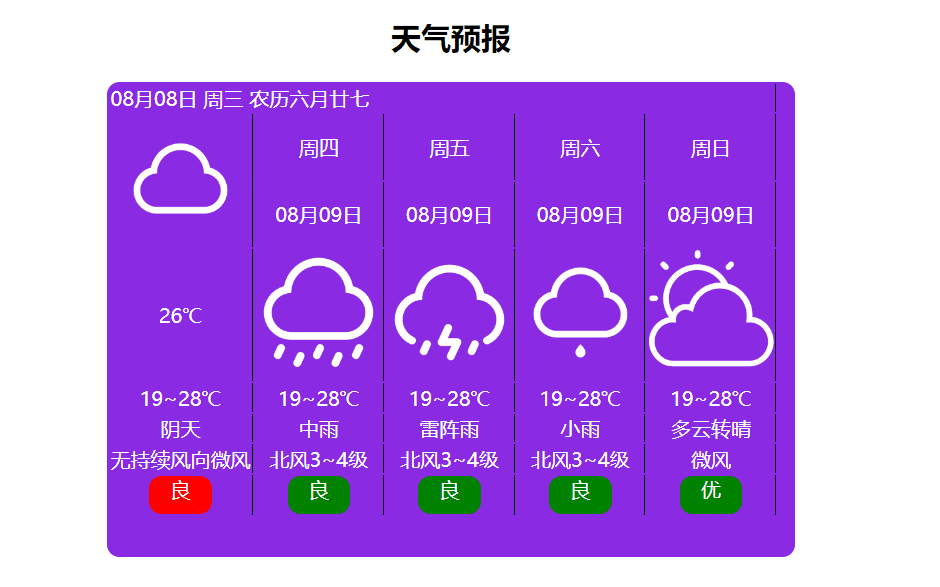 天气预报
08月08日 周三 农历六月廿七
周四 周五 周六 周日
08月09日 08月09日 08月09日 08月09日
26℃
19~28℃ 19~28℃ 19~28℃ 19~28℃ 19~28℃
阴天 中雨 雷阵雨 小雨 多云转晴
无持续风向微风 北风3~4级 北风3~4级 北风3~4级 微风
良 良 良 良 优